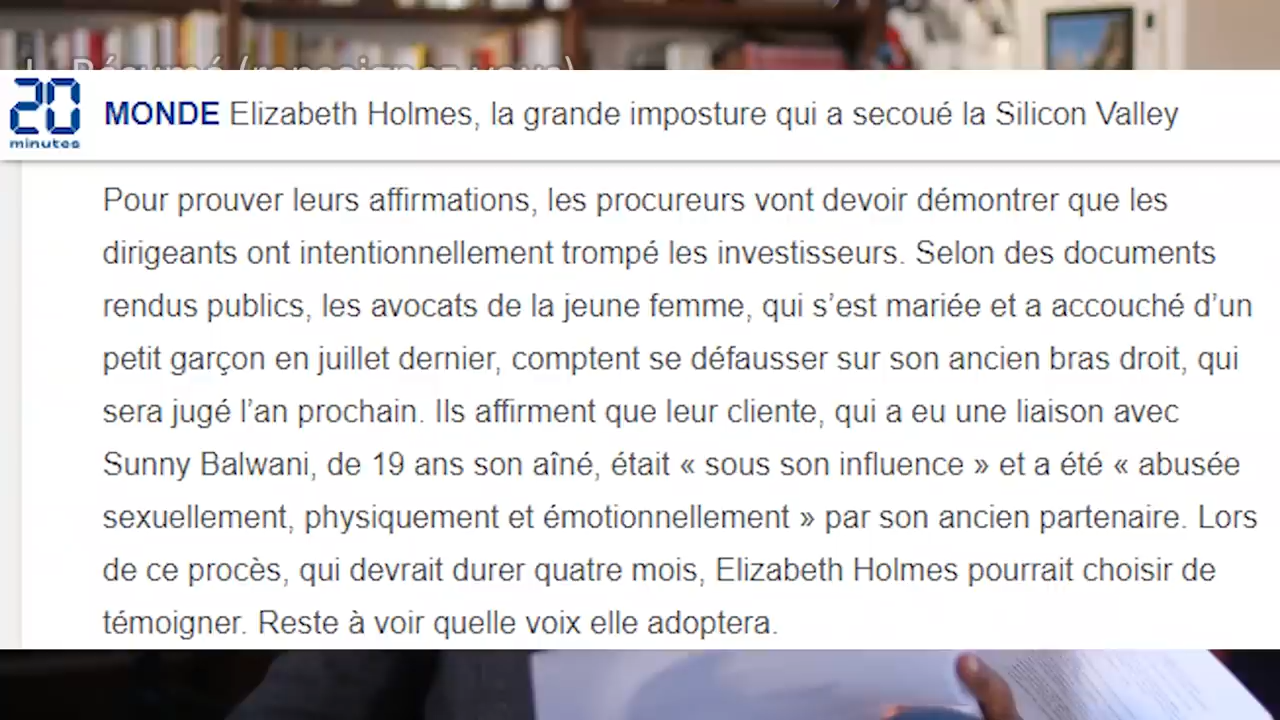 I. Résumé (renseignez-vous)
20
minutes
MONDE Elizabeth Holmes, la grande imposture qui a secoué la Silicon Valley
Pour prouver leurs affirmations, les procureurs vont devoir démontrer que les
dirigeants ont intentionnellement trompé les investisseurs. Selon des documents
rendus publics, les avocats de la jeune femme, qui s’est mariée et a accouché d’un
petit garçon en juillet dernier, comptent se défausser sur son ancien bras droit, qui
sera jugé l’an prochain. Ils affirment que leur cliente, qui a eu une liaison avec
Sunny Balwani, de 19 ans son aîné, était « sous son influence » et a été « abusée
sexuellement, physiquement et émotionnellement » par son ancien partenaire. Lors
de ce procès, qui devrait durer quatre mois, Elizabeth Holmes pourrait choisir de
témoigner. Reste à voir quelle voix elle adoptera.